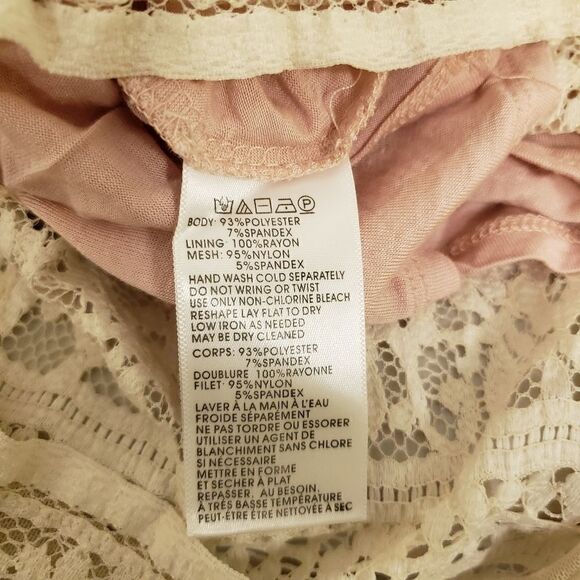 BODY: 93%POLYESTER
7%SPANDEX
LINING: 100%RAYON
MESH: 95%NYLON
5%SPANDEX
HAND WASH COLD SEPARATELY
DO NOT WRING OR TWIST
USE ONLY NON-CHLORINE BLEACH
RESHAPE LAY FLAT TO DRY
LOW IRON AS NEEDED
MAY BE DRY CLEANED
CORPS: 93%POLYESTER
7%SPANDEX
DOUBLURE 100%RAYONNE
FILET: 95%NYLON
5%SPANDEX
LAVER À LA MAIN À L'EAU
FROIDE SÉPARÉMENT
NE PAS TORDRE OU ESSORER
UTILISER UN AGENT DE
BLANCHIMENT SANS CHLORE
SI NÉCESSAIRE
METTRE EN FORME
ET SÉCHER À PLAT
REPASSER, AU BESOIN,
À TRÈS BASSE TEMPÉRATURE
PEUT-ÊTRE ÊTRE NETTOYÉE À SEC